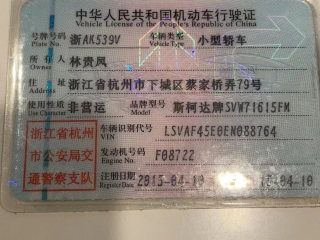 中华人民共和国机动车行驶证
Vehicle License of the People's Republic of China
号牌号码 浙AK539V 车辆类型 小型轿车
Plate No. Vehicle Type
所有人 林贵风
Owner
住址 浙江省杭州市下城区蔡家桥弄79号
Address
使用性质 非营运 品牌型号 斯柯达牌SVW71615FM
Use Character Model
浙江省杭州
市公安局交
通警察支队
车辆识别代号 LSVAF45E0EN088764
VIN
发动机号码 F08722
Engine No.
注册日期 2015-04-10
Register Date